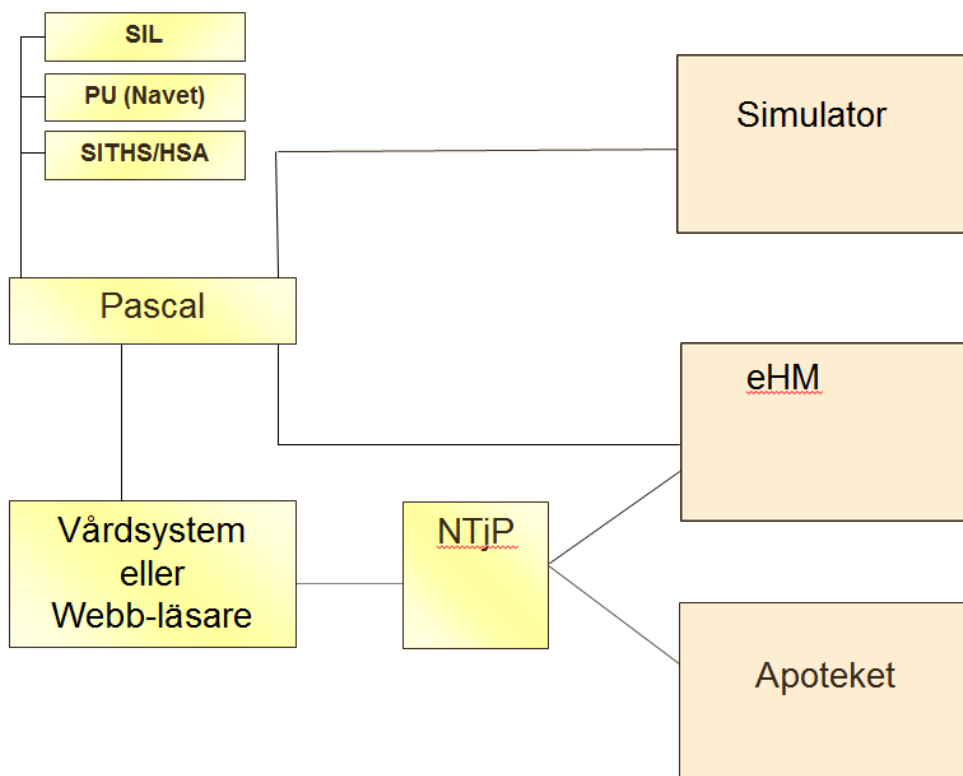 SIL
PU (Navet)
SITHS/HSA
Simulator
Pascal
eHM
Vårdsystem
eller
Webb-läsare
NTjP
Apoteket